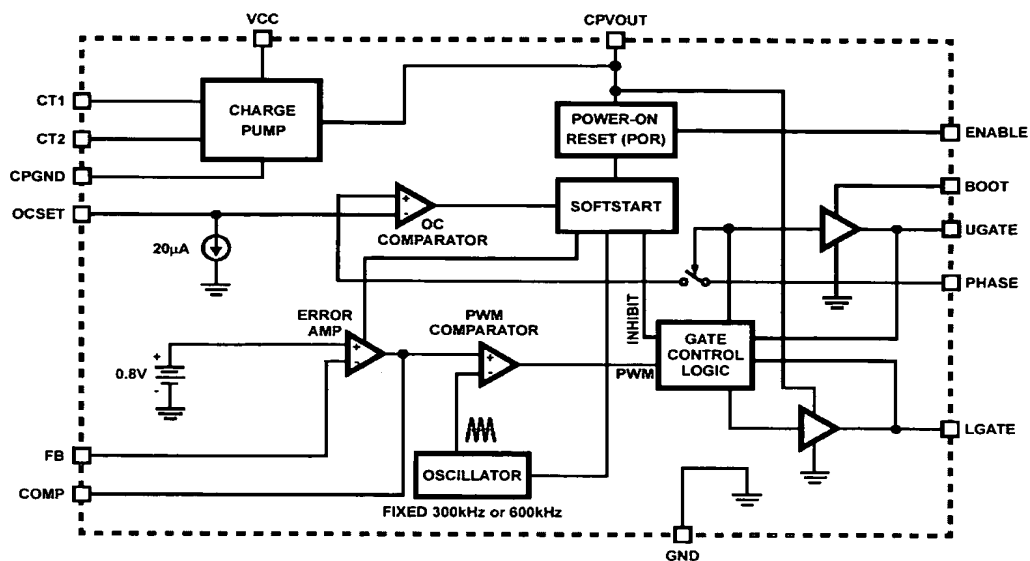 VCC
CPVOUT
CT1
CHARGE
PUMP
CT2
CPGND
POWER-ON
RESET (POR)
ENABLE
BOOT
OCSET
+
-
OC
COMPARATOR
SOFTSTART
UGATE
20µA
PHASE
INHIBIT
ERROR
AMP
PWM
COMPARATOR
+
-
+
-
+
0.8V
-
PWM
GATE
CONTROL
LOGIC
LGATE
FB
OSCILLATOR
COMP
FIXED 300kHz or 600kHz
GND